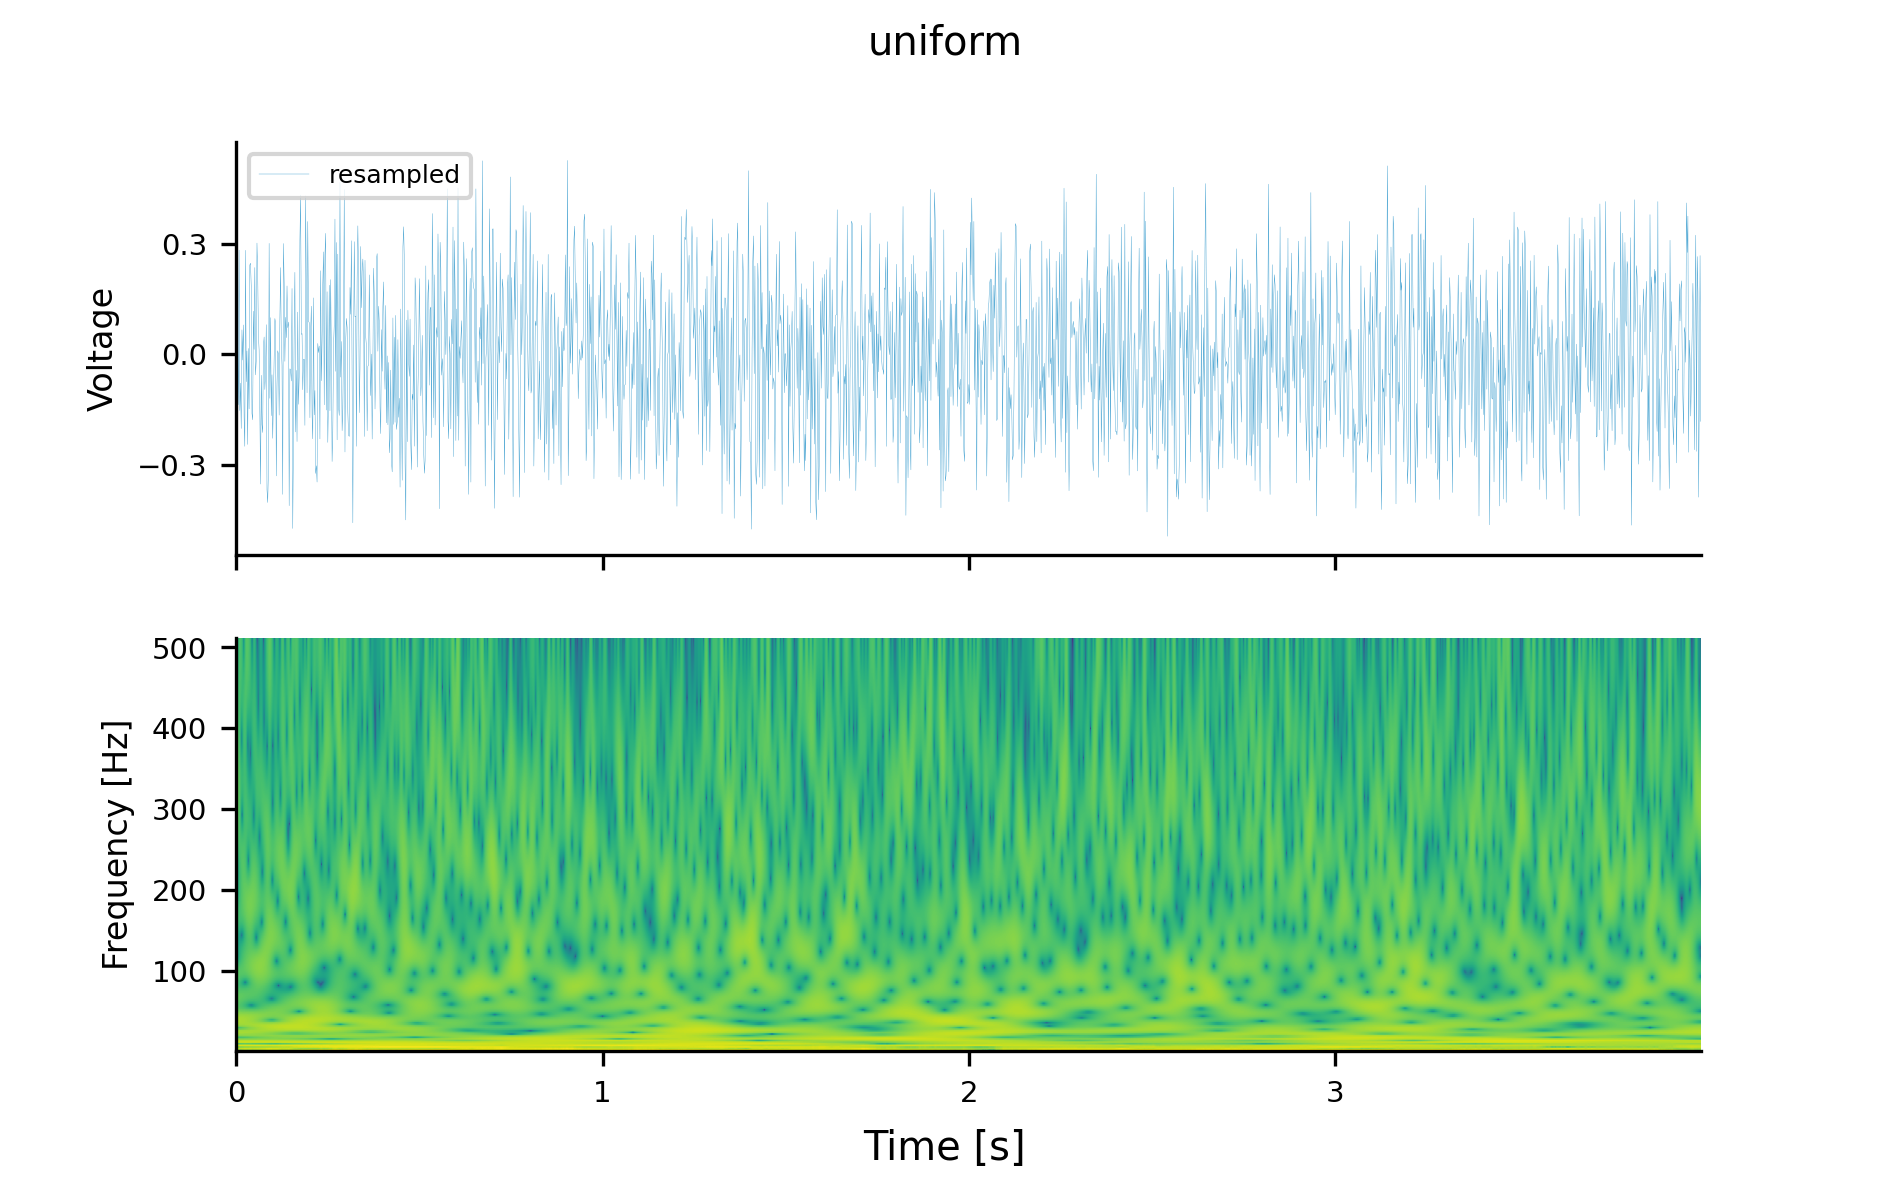 uniform
resampled
0.3
0.0
−0.3
Voltage
500
400
300
200
100
Frequency [Hz]
0 1 2 3
Time [s]